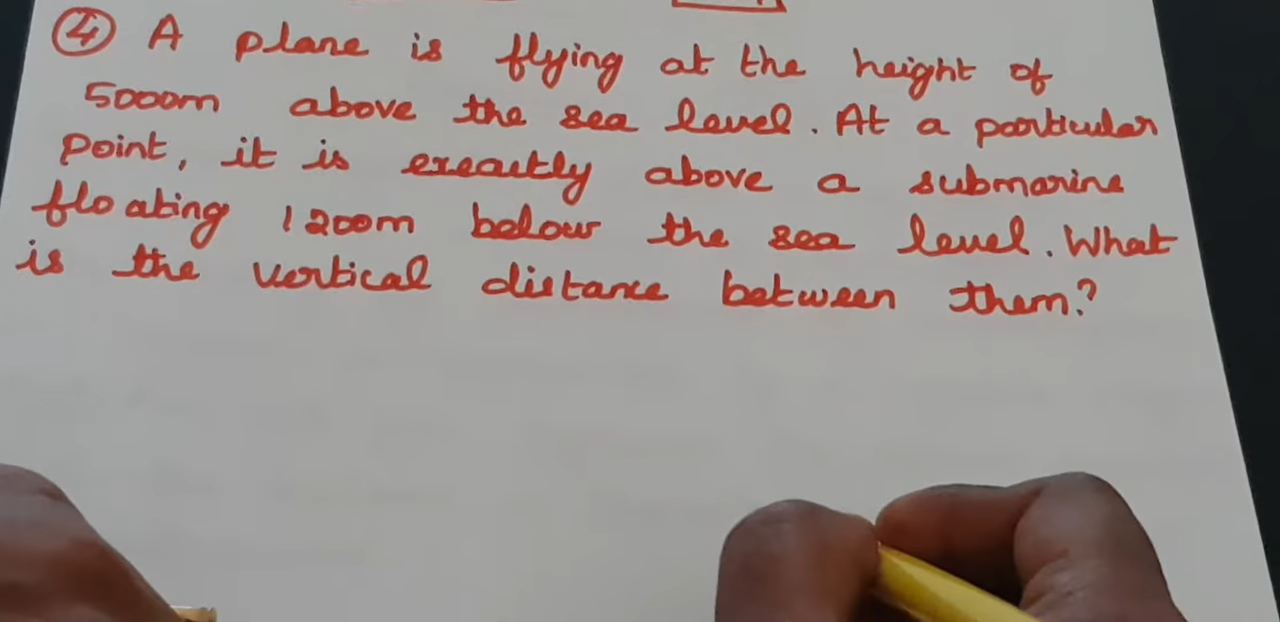 ④ A plane is flying at the height of
5000m above the sea level. At a particular
point, it is exactly above a submarine
floating 1200m below the sea level. What
is the vertical distance between them?